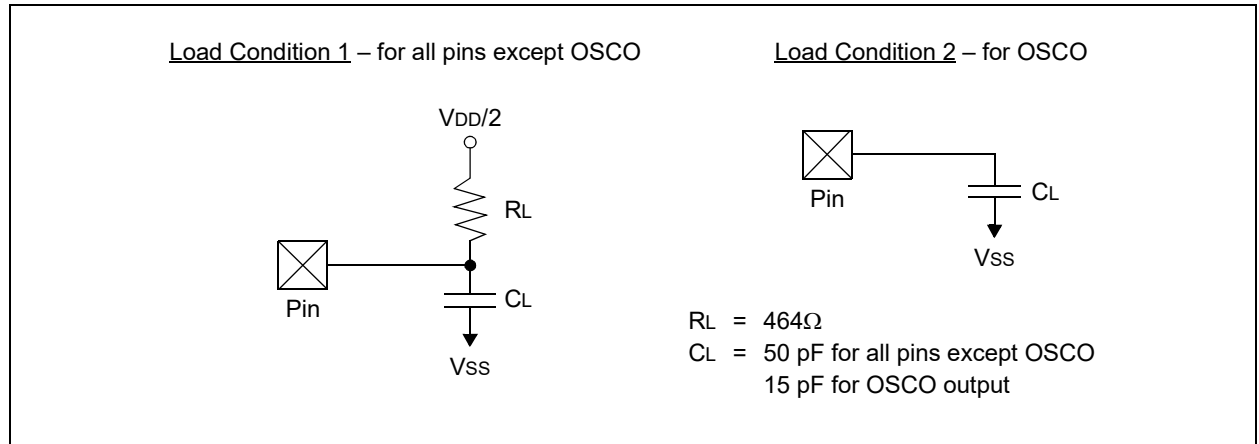 Load Condition 1 – for all pins except OSCO
VDD/2
RL
Pin
CL
VSS
Load Condition 2 – for OSCO
Pin
CL
VSS
RL = 464Ω
CL = 50 pF for all pins except OSCO
15 pF for OSCO output